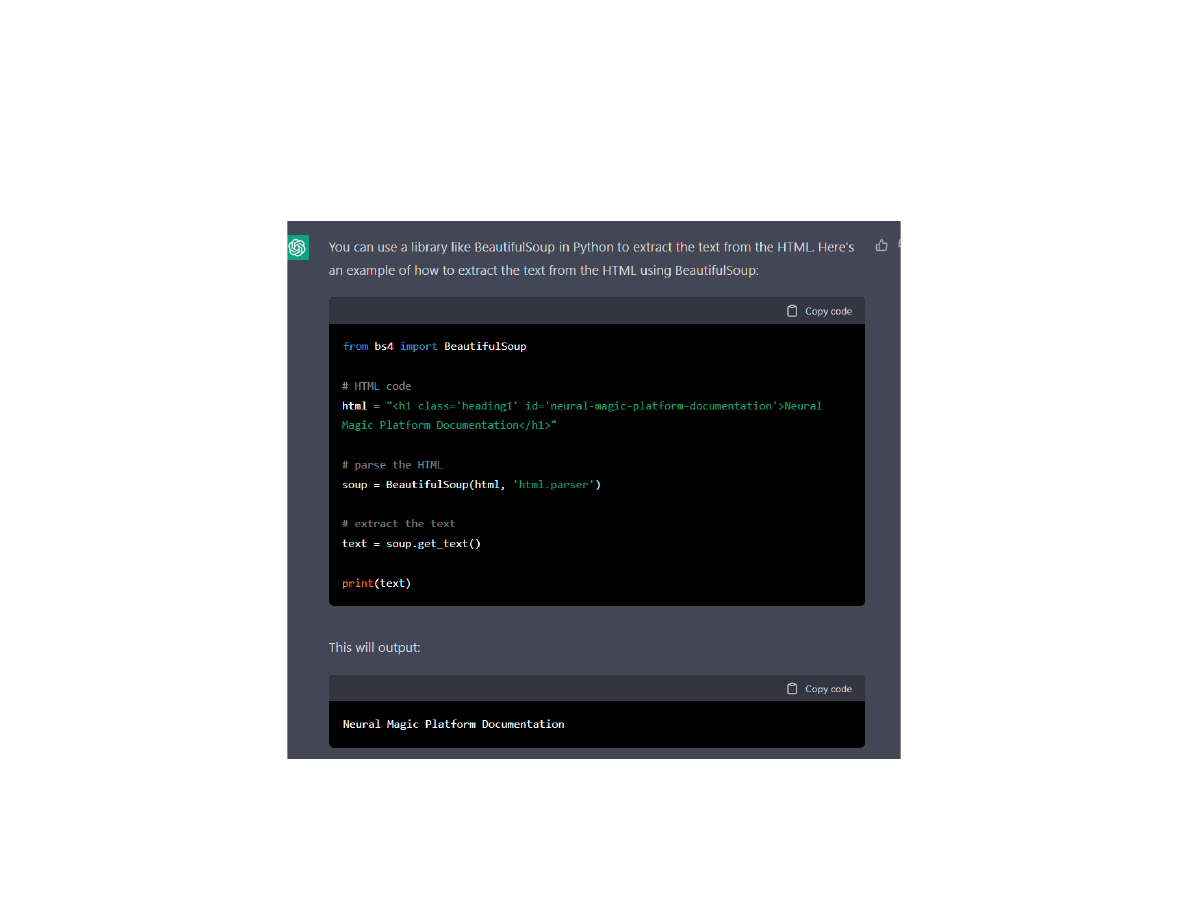 You can use a library like BeautifulSoup in Python to extract the text from the HTML. Here's
an example of how to extract the text from the HTML using BeautifulSoup:
Copy code
from bs4 import BeautifulSoup
# HTML code
html = "<h1 class='heading1' id='neural-magic-platform-documentation'>Neural
Magic Platform Documentation</h1>"
# parse the HTML
soup = BeautifulSoup(html, 'html.parser')
# extract the text
text = soup.get_text()
print(text)
This will output:
Copy code
Neural Magic Platform Documentation